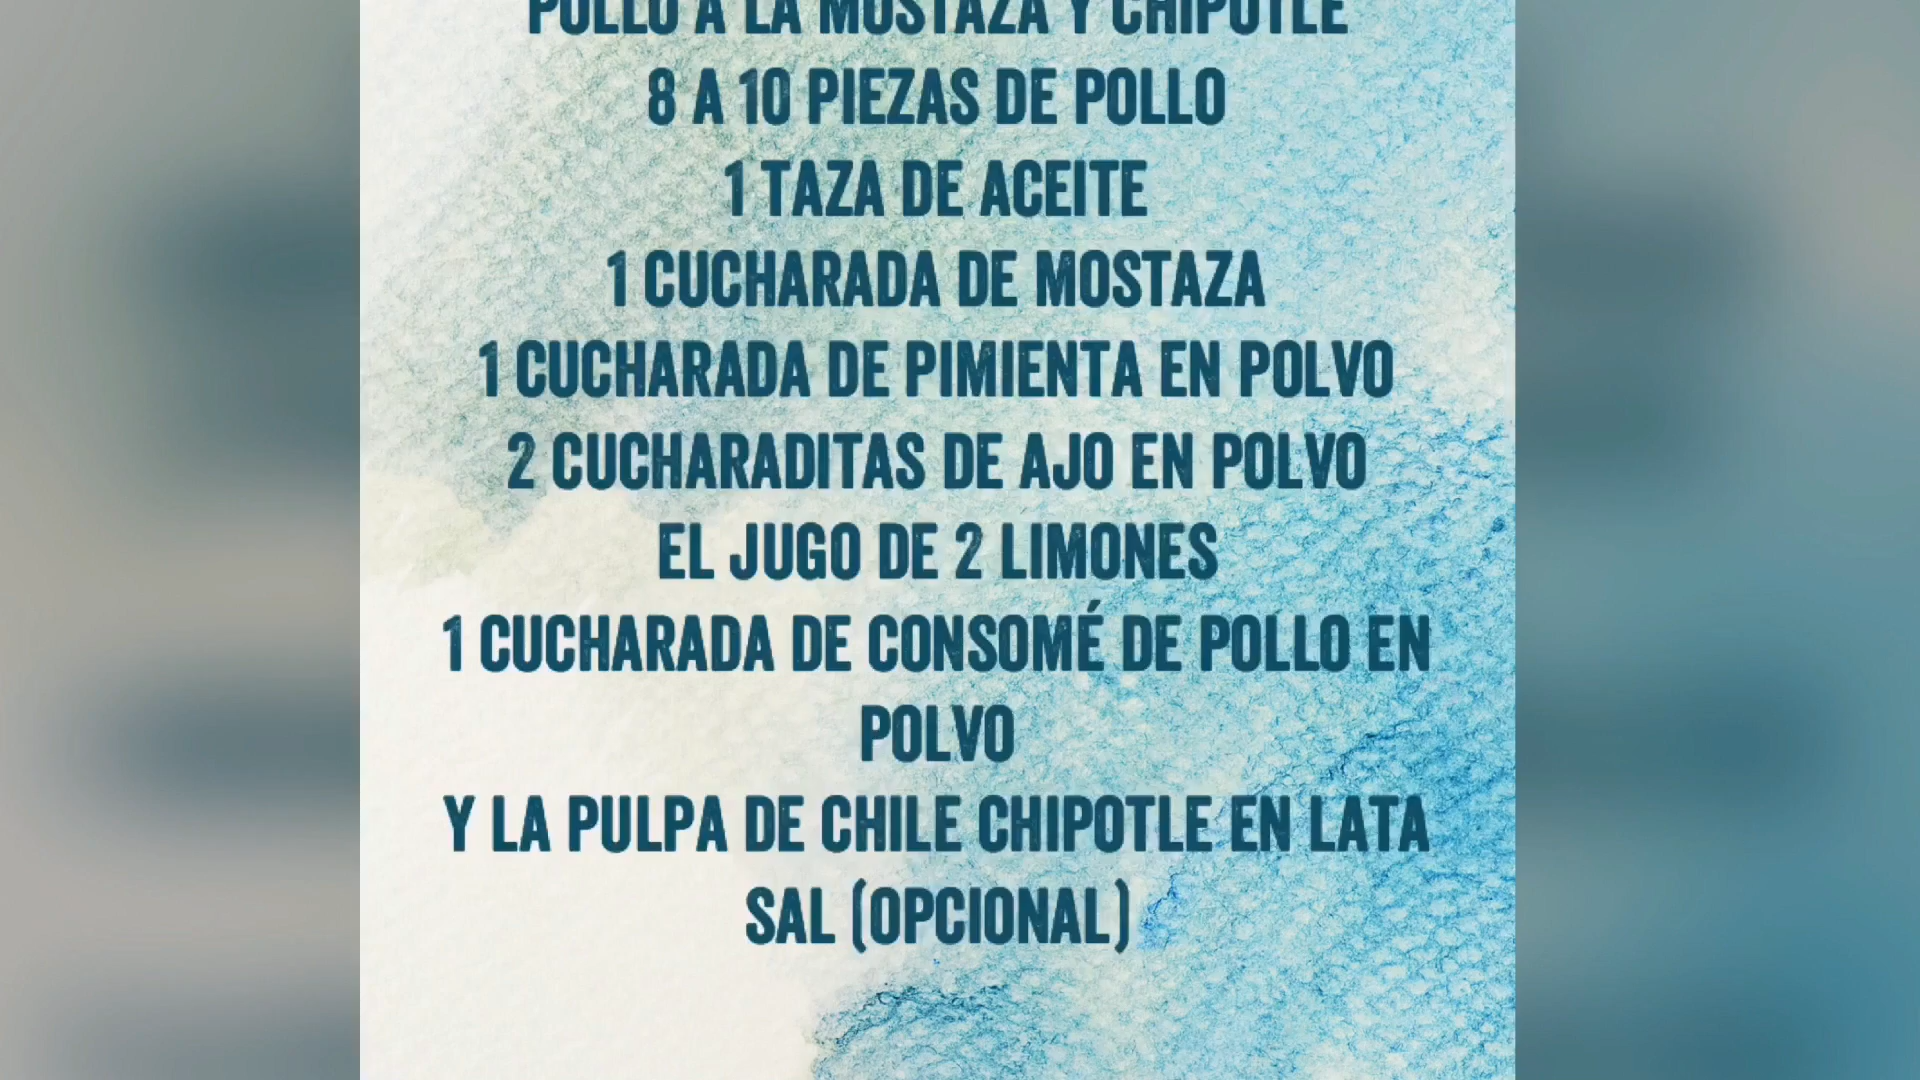 POLLO A LA MOSTAZA Y CHIPOTLE
8 A 10 PIEZAS DE POLLO
1 TAZA DE ACEITE
1 CUCHARADA DE MOSTAZA
1 CUCHARADA DE PIMIENTA EN POLVO
2 CUCHARADITAS DE AJO EN POLVO
EL JUGO DE 2 LIMONES
1 CUCHARADA DE CONSOMÉ DE POLLO EN
POLVO
Y LA PULPA DE CHILE CHIPOTLE EN LATA
SAL (OPCIONAL)